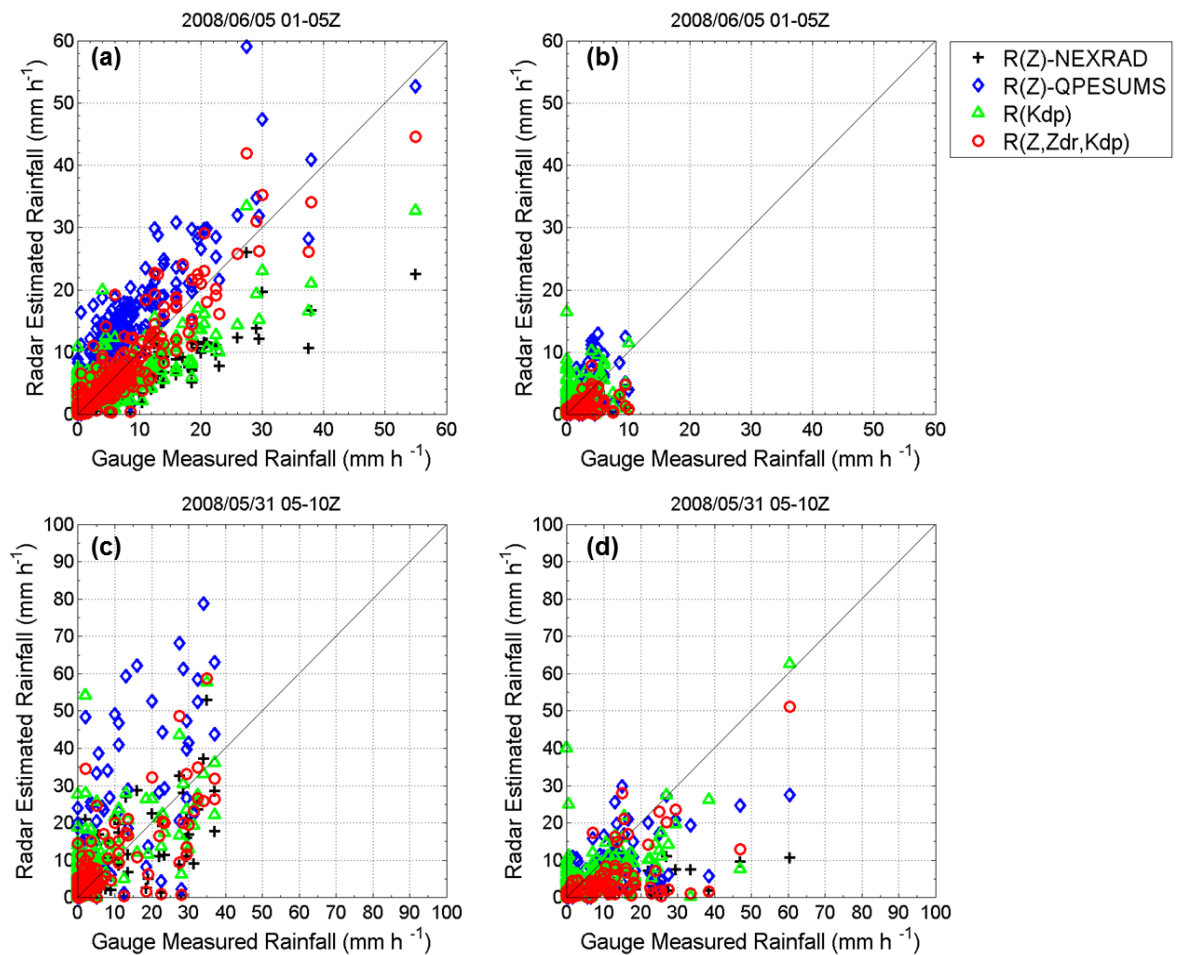 2008/06/05 01-05Z
(a)
60
50
40
30
20
10
0
0 10 20 30 40 50 60
Radar Estimated Rainfall (mm h⁻¹)
Gauge Measured Rainfall (mm h⁻¹)
2008/06/05 01-05Z
(b)
60
50
40
30
20
10
0
0 10 20 30 40 50 60
Radar Estimated Rainfall (mm h⁻¹)
Gauge Measured Rainfall (mm h⁻¹)
R(Z)-NEXRAD
R(Z)-QPESUMS
R(Kdp)
R(Z,Zdr,Kdp)
2008/05/31 05-10Z
(c)
100
90
80
70
60
50
40
30
20
10
0
0 10 20 30 40 50 60 70 80 90 100
Radar Estimated Rainfall (mm h⁻¹)
Gauge Measured Rainfall (mm h⁻¹)
2008/05/31 05-10Z
(d)
100
90
80
70
60
50
40
30
20
10
0
0 10 20 30 40 50 60 70 80 90 100
Radar Estimated Rainfall (mm h⁻¹)
Gauge Measured Rainfall (mm h⁻¹)